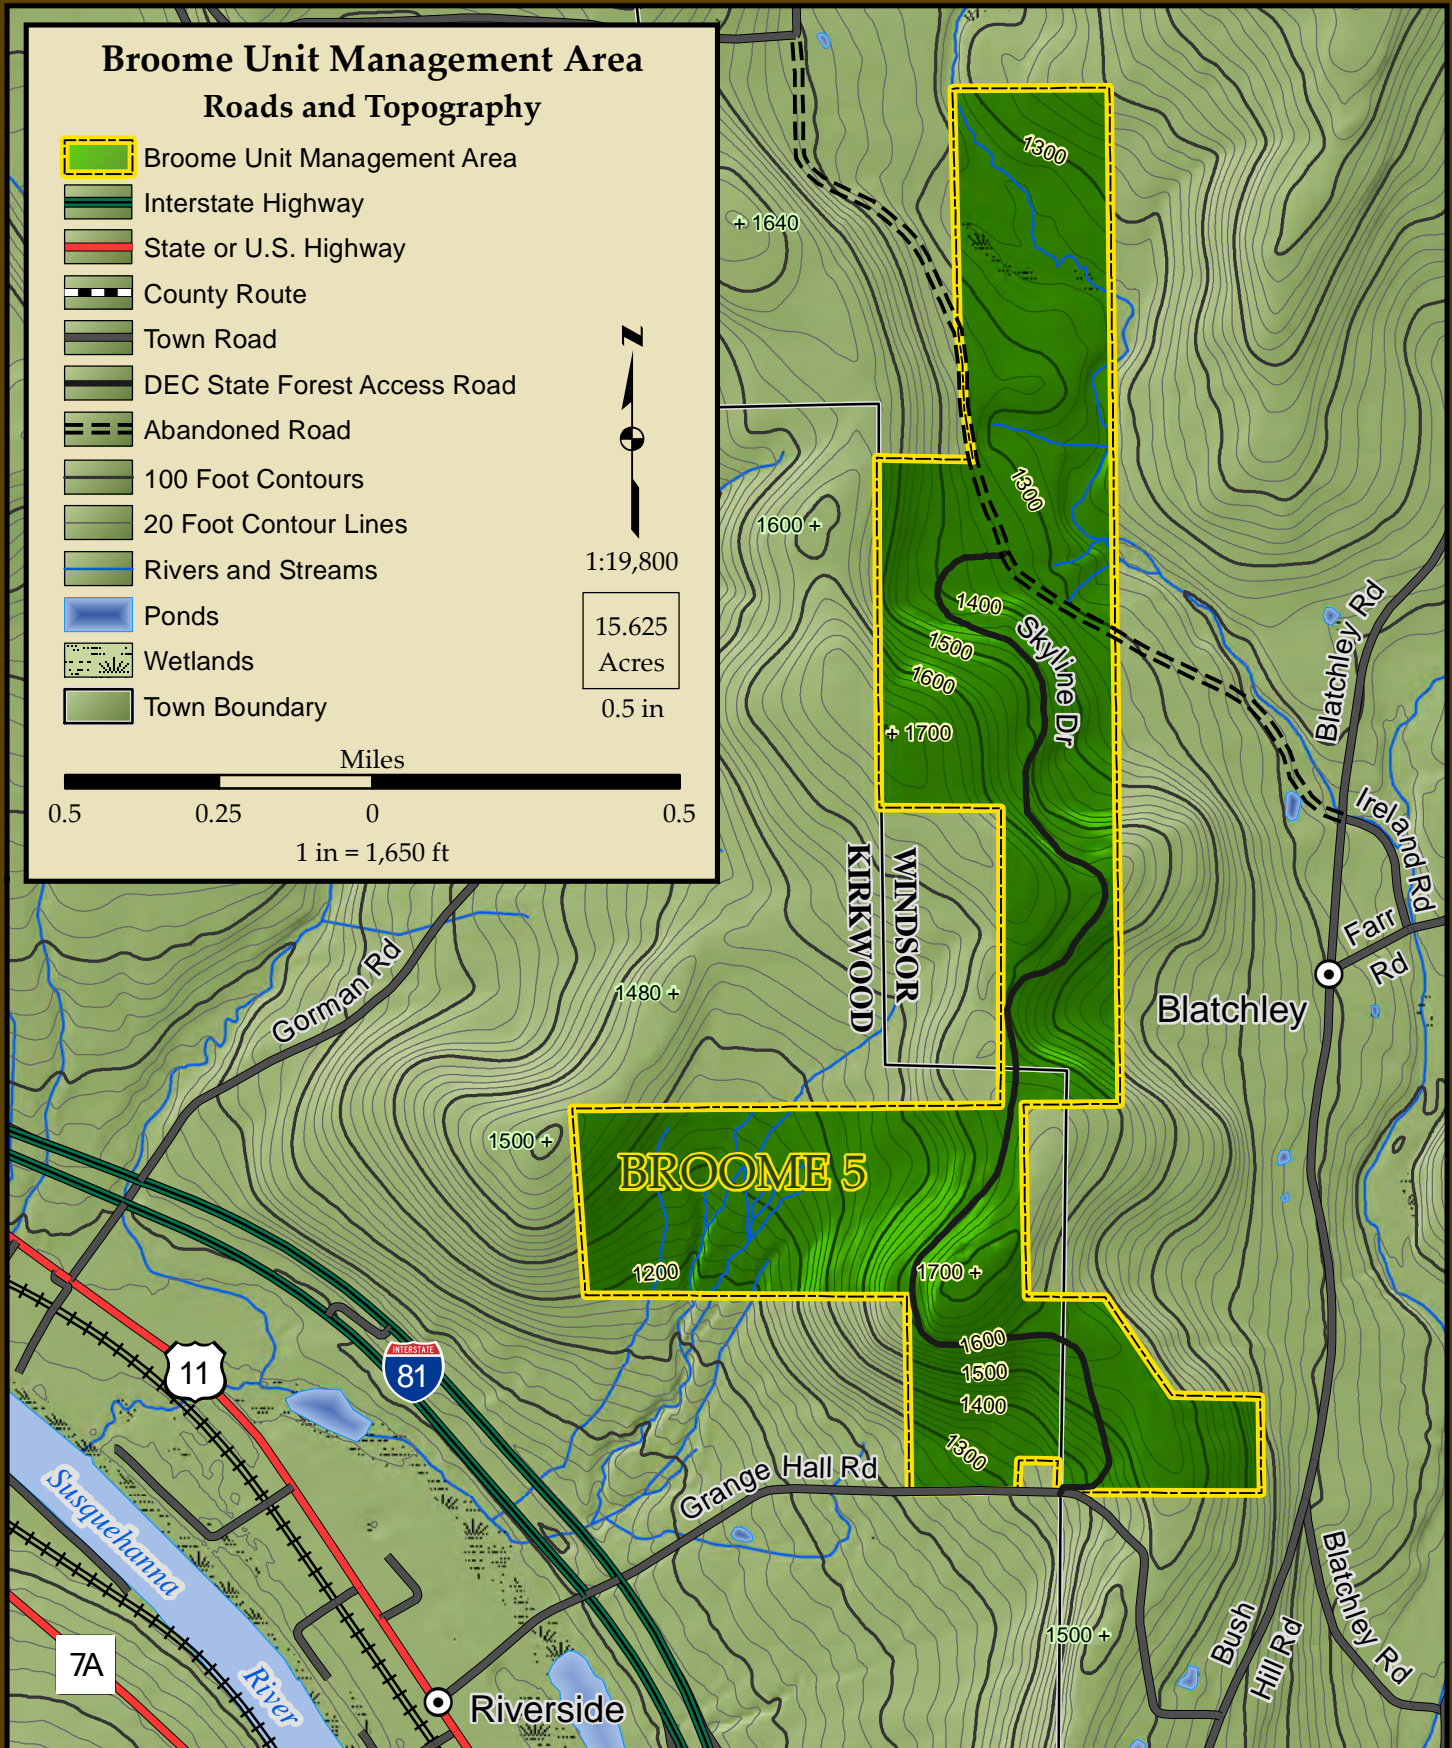 Broome Unit Management Area
Roads and Topography
Broome Unit Management Area
Interstate Highway
State or U.S. Highway
County Route
Town Road
DEC State Forest Access Road
Abandoned Road
100 Foot Contours
20 Foot Contour Lines
Rivers and Streams
Ponds
Wetlands
Town Boundary
N
1:19,800
15.625
Acres
0.5 in
Miles
0.5 0.25 0 0.5
1 in = 1,650 ft
1300
+ 1640
1300
1600 +
1400
1500
1600
+ 1700
Skyline Dr
Blatchley Rd
Ireland Rd
Farr
Rd
Blatchley
WINDSOR
KIRKWOOD
Gorman Rd
1480 +
1500 +
BROOME 5
1200
1700 +
1600
1500
1400
1300
Grange Hall Rd
11
INTERSTATE
81
Susquehanna
River
7A
Riverside
1500 +
Bush
Hill Rd
Blatchley Rd